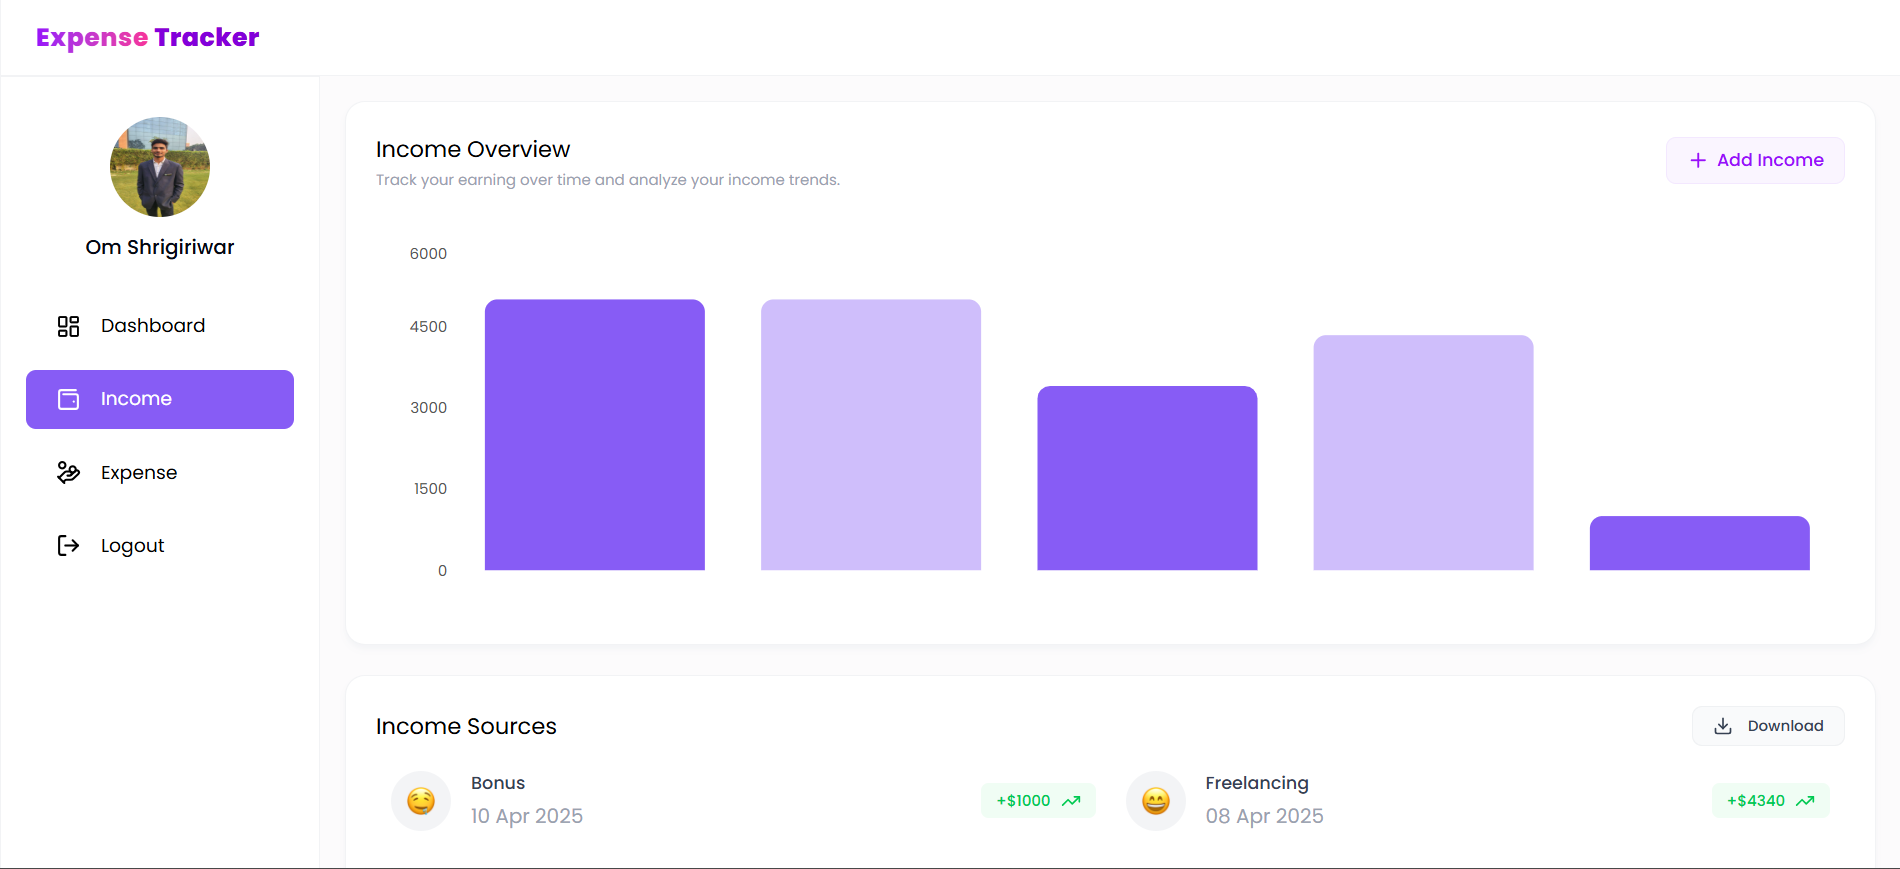 Expense Tracker
Om Shrigiriwar
Dashboard
Income
Expense
Logout
Income Overview
Track your earning over time and analyze your income trends.
+ Add Income
6000
4500
3000
1500
0
Income Sources
Download
Bonus
10 Apr 2025
+$1000
Freelancing
08 Apr 2025
+$4340